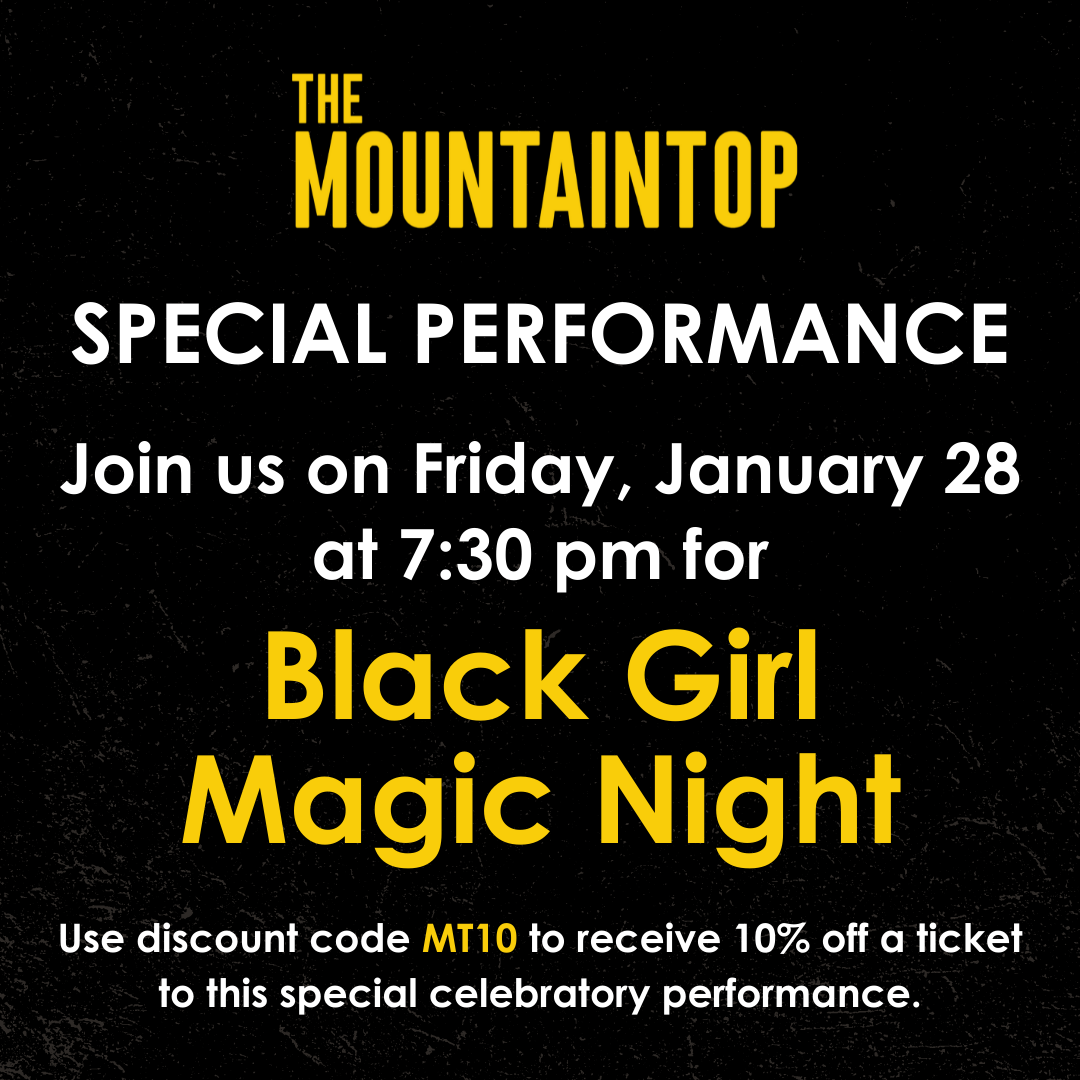 THE
MOUNTAINTOP
SPECIAL PERFORMANCE
Join us on Friday, January 28
at 7:30 pm for
Black Girl
Magic Night
Use discount code MT10 to receive 10% off a ticket
to this special celebratory performance.